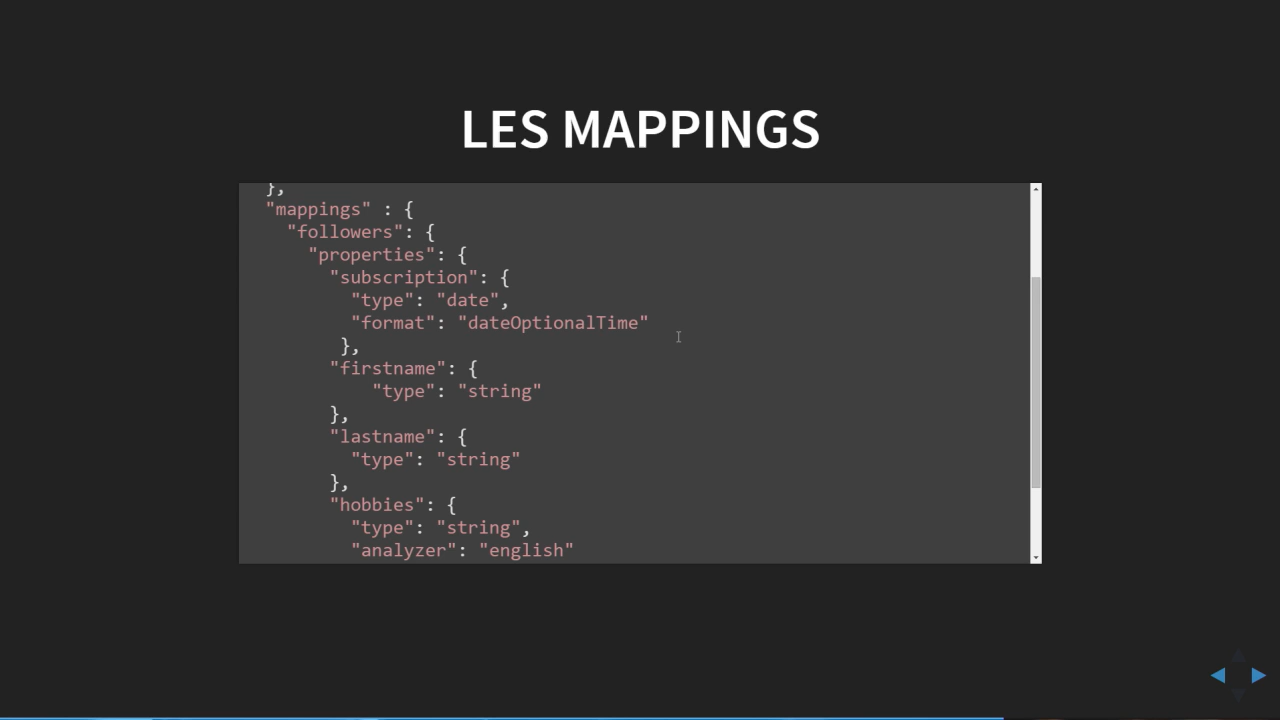 LES MAPPINGS
},
"mappings" : {
"followers": {
"properties": {
"subscription": {
"type": "date",
"format": "dateOptionalTime"
},
"firstname": {
"type": "string"
},
"lastname": {
"type": "string"
},
"hobbies": {
"type": "string",
"analyzer": "english"